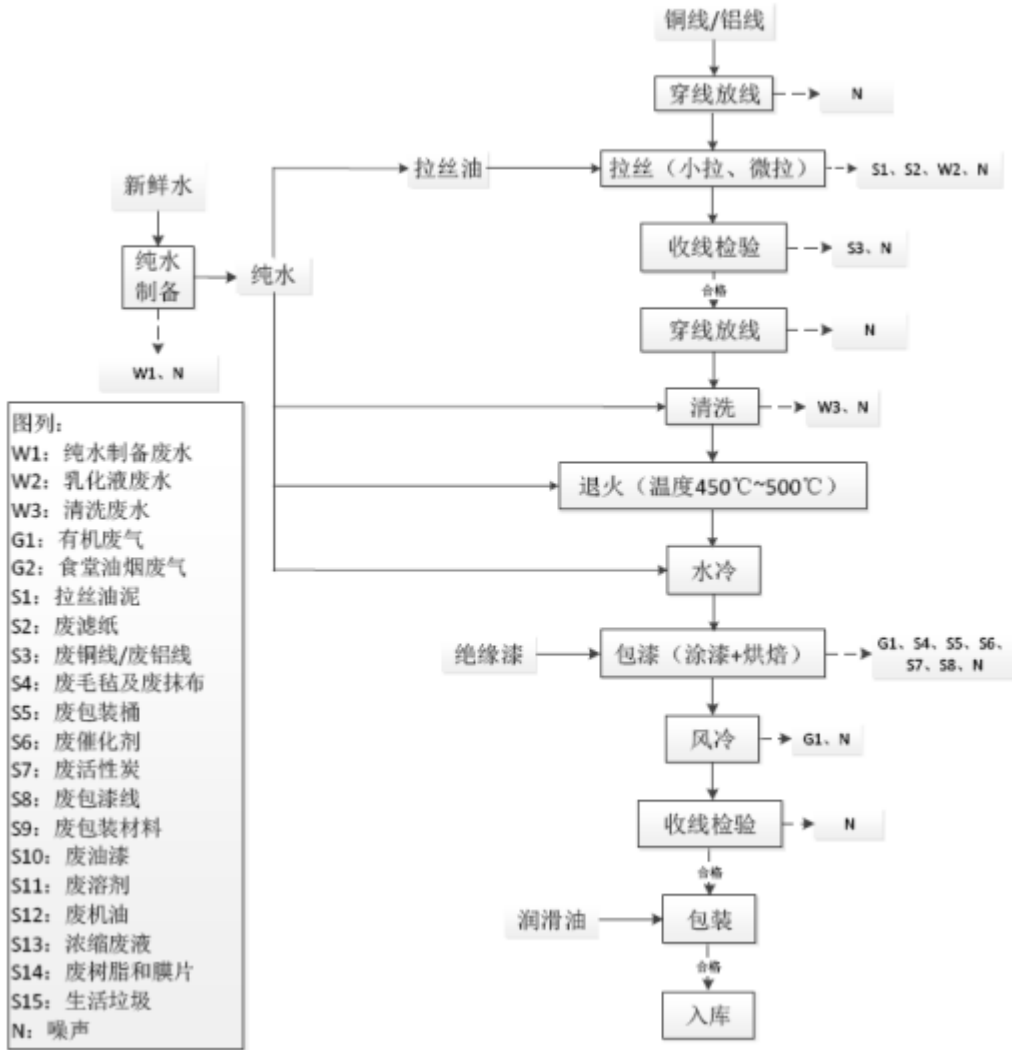 铜线/铝线
穿线放线
N
新鲜水
拉丝油
拉丝（小拉、微拉）
S1、S2、W2、N
纯水
制备
纯水
收线检验
S3、N
合格
穿线放线
N
W1、N
清洗
W3、N
退火（温度450℃~500℃）
水冷
绝缘漆
包漆（涂漆+烘焙）
G1、S4、S5、S6、
S7、S8、N
风冷
G1、N
收线检验
N
合格
润滑油
包装
合格
入库
图列：
W1：纯水制备废水
W2：乳化液废水
W3：清洗废水
G1：有机废气
G2：食堂油烟废气
S1：拉丝油泥
S2：废滤纸
S3：废铜线/废铝线
S4：废毛毡及废抹布
S5：废包装桶
S6：废催化剂
S7：废活性炭
S8：废包漆线
S9：废包装材料
S10：废油漆
S11：废溶剂
S12：废机油
S13：浓缩废液
S14：废树脂和膜片
S15：生活垃圾
N：噪声